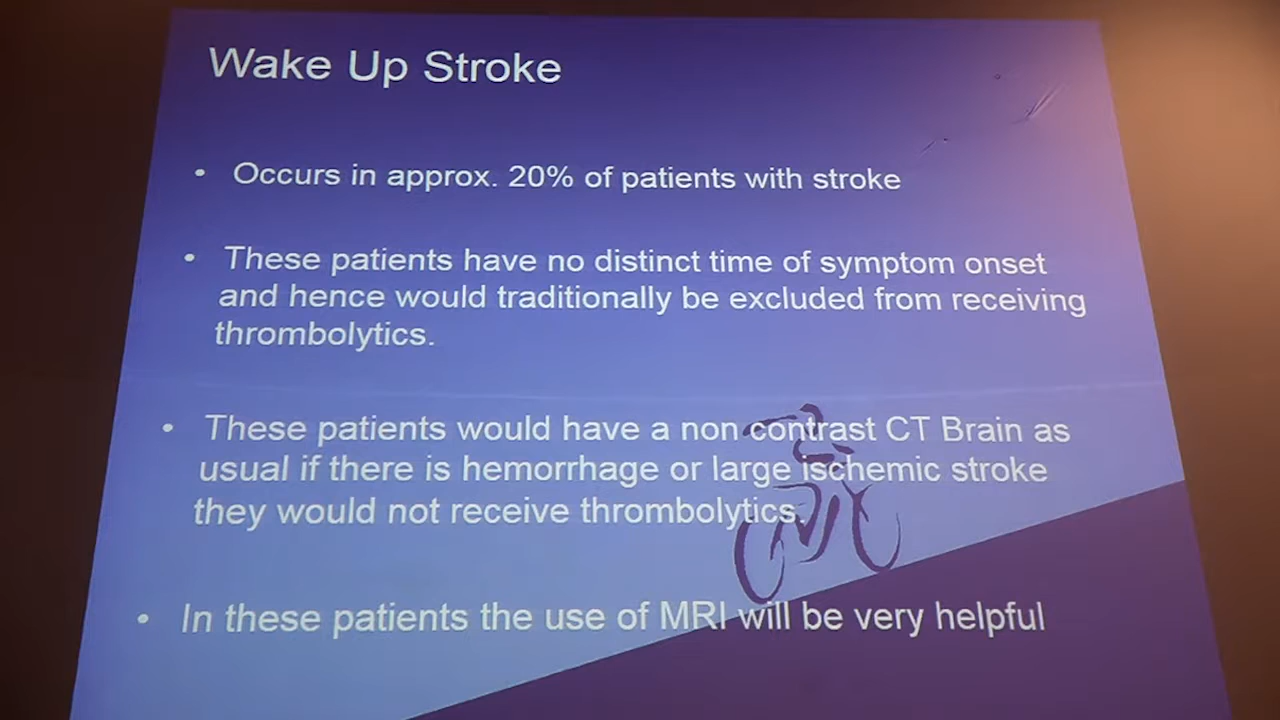 Wake Up Stroke
• Occurs in approx. 20% of patients with stroke
• These patients have no distinct time of symptom onset
and hence would traditionally be excluded from receiving
thrombolytics.
• These patients would have a non contrast CT Brain as
usual if there is hemorrhage or large ischemic stroke
they would not receive thrombolytics.
• In these patients the use of MRI will be very helpful